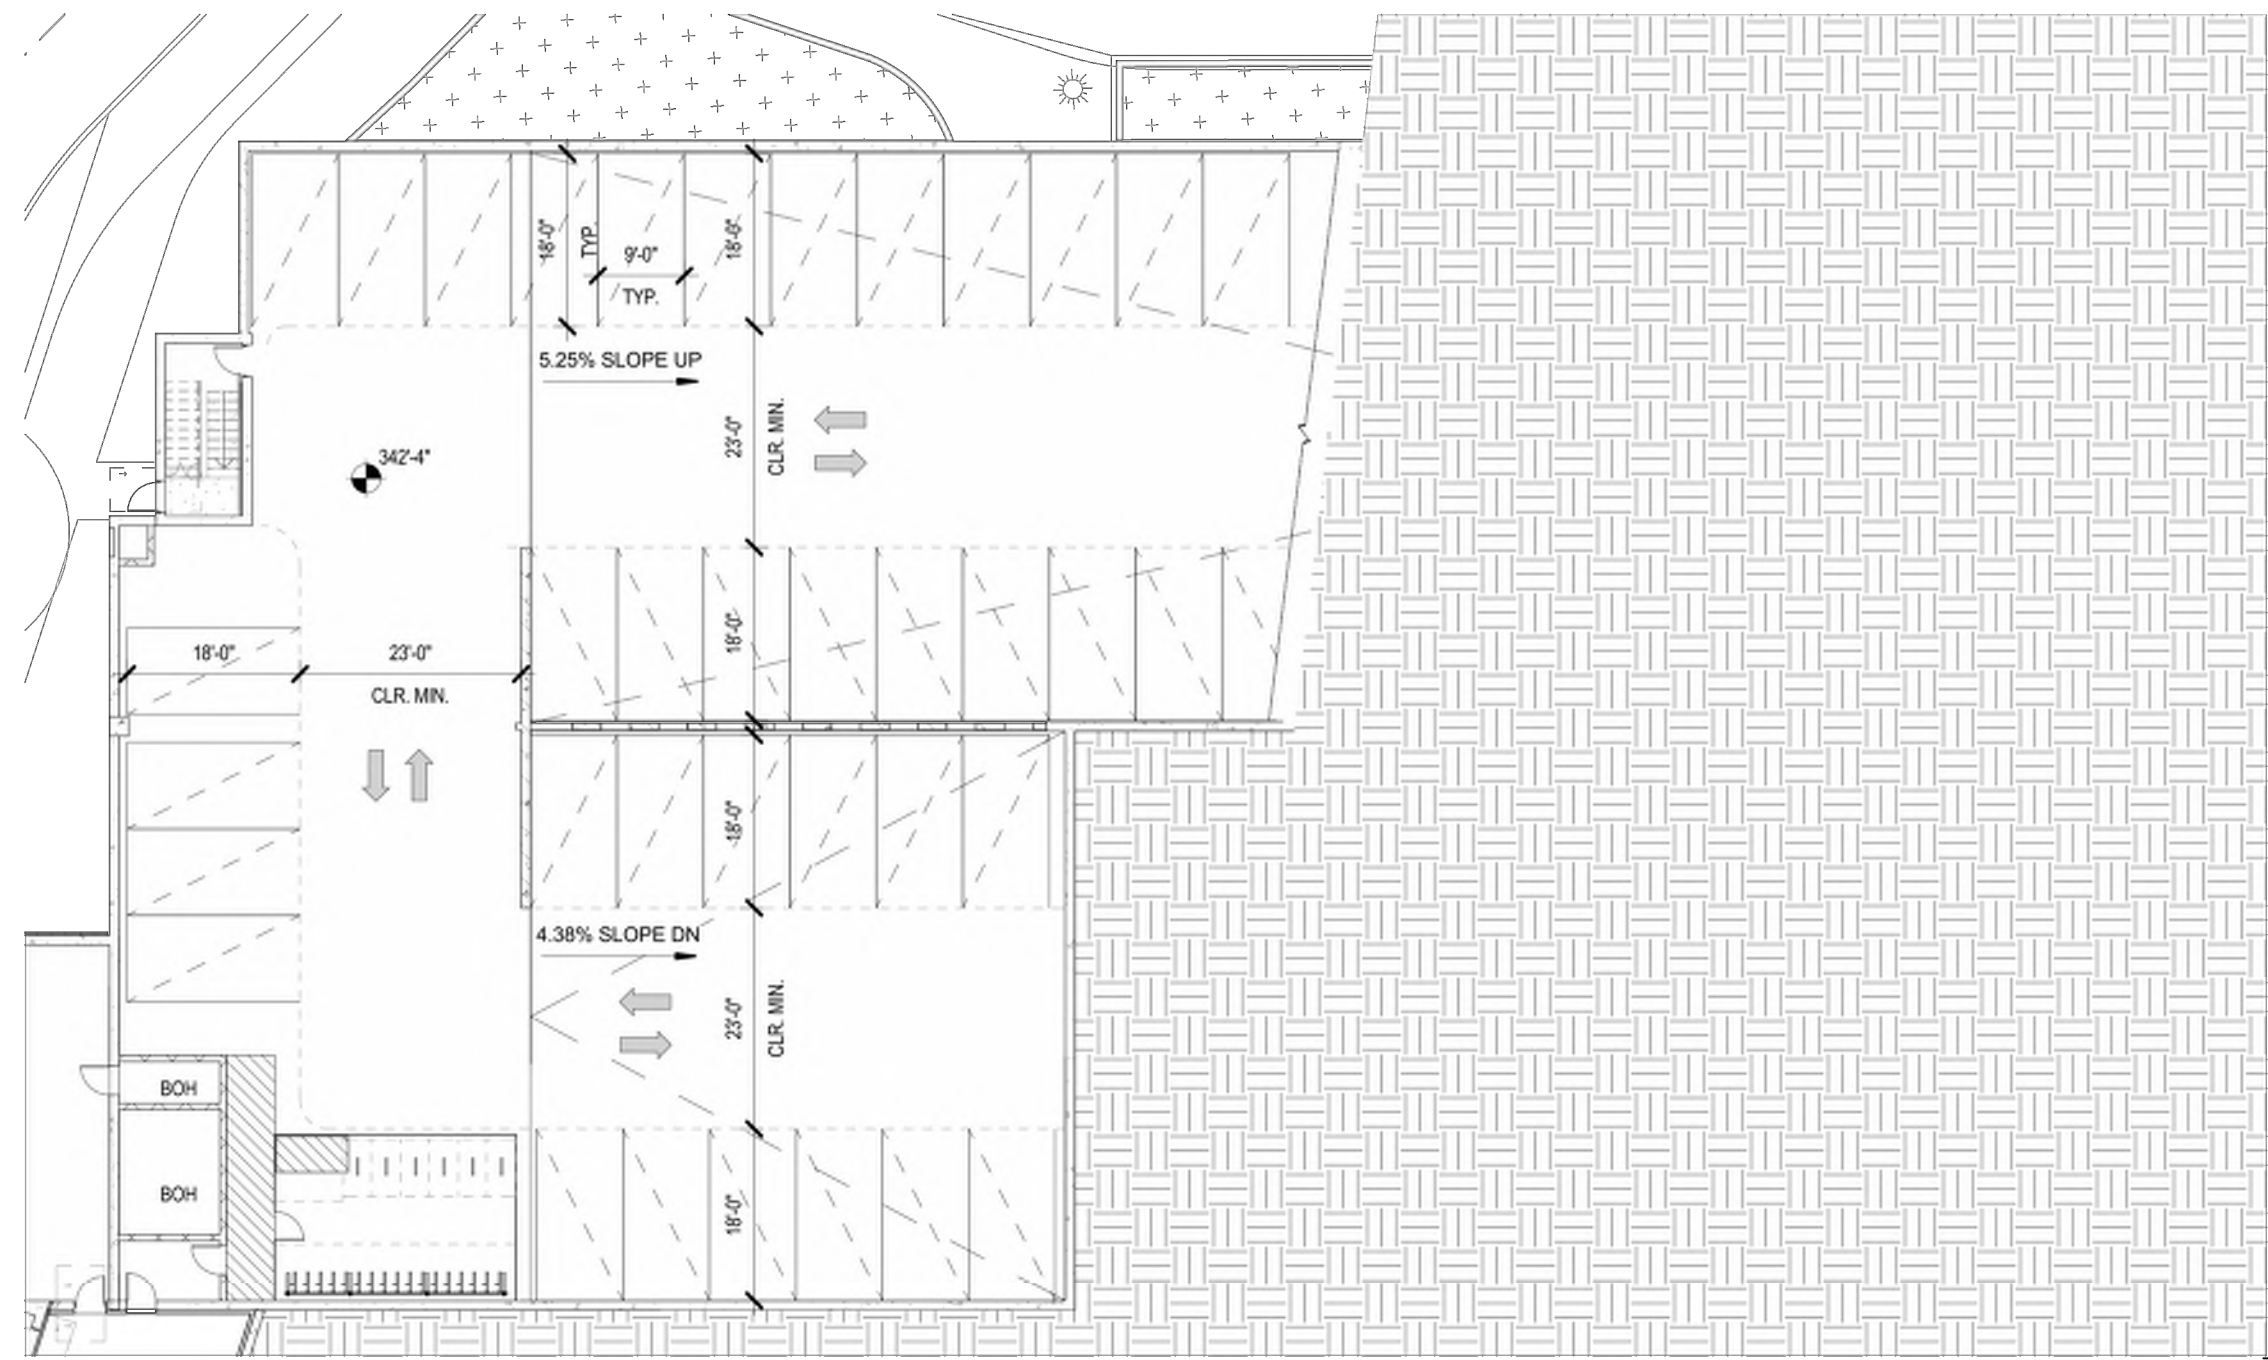 18'-0"
TYP.
9'-0"
TYP.
18'-0"
5.25% SLOPE UP
23'-0"
CLR. MIN.
342'-4"
18'-0"
23'-0"
CLR. MIN.
18'-0"
18'-0"
4.38% SLOPE DN
23'-0"
CLR. MIN.
BOH
BOH
18'-0"